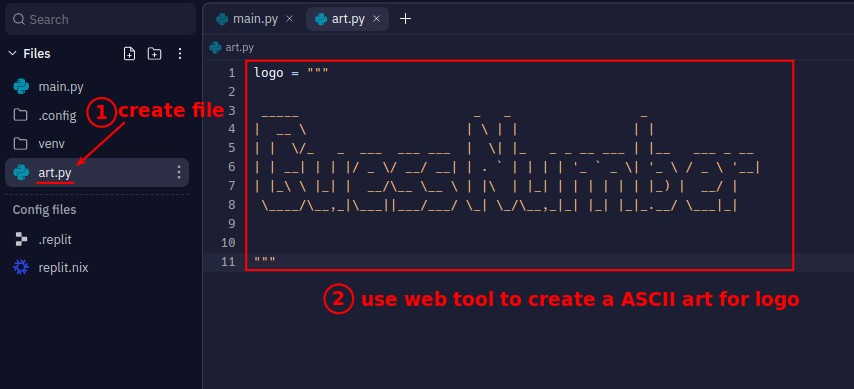 Search
main.py ×
art.py ×
+
Files
art.py
main.py
.config
venv
art.py
Config files
.replit
replit.nix
1 create file
1 logo = """
2
3  _____                        _   _                  _
4 |  __ \                      | \ | |                | |
5 | |  \/_   _  ___  ___ ___  |  \| |_   _ _ __ ___ | |__   ___ _ __
6 | | __| | | |/ _ \/ __/ __| | . ` | | | | '_ ` _ \| '_ \ / _ \ '__|
7 | |_\ \ |_| |  __/\__ \__ \ | |\  | |_| | | | | | | |_) |  __/ |
8  \____/\__,_|\___||___/___/ \_| \_/\__,_|_| |_| |_|_.__/ \___|_|
9
10
11 """
2 use web tool to create a ASCII art for logo